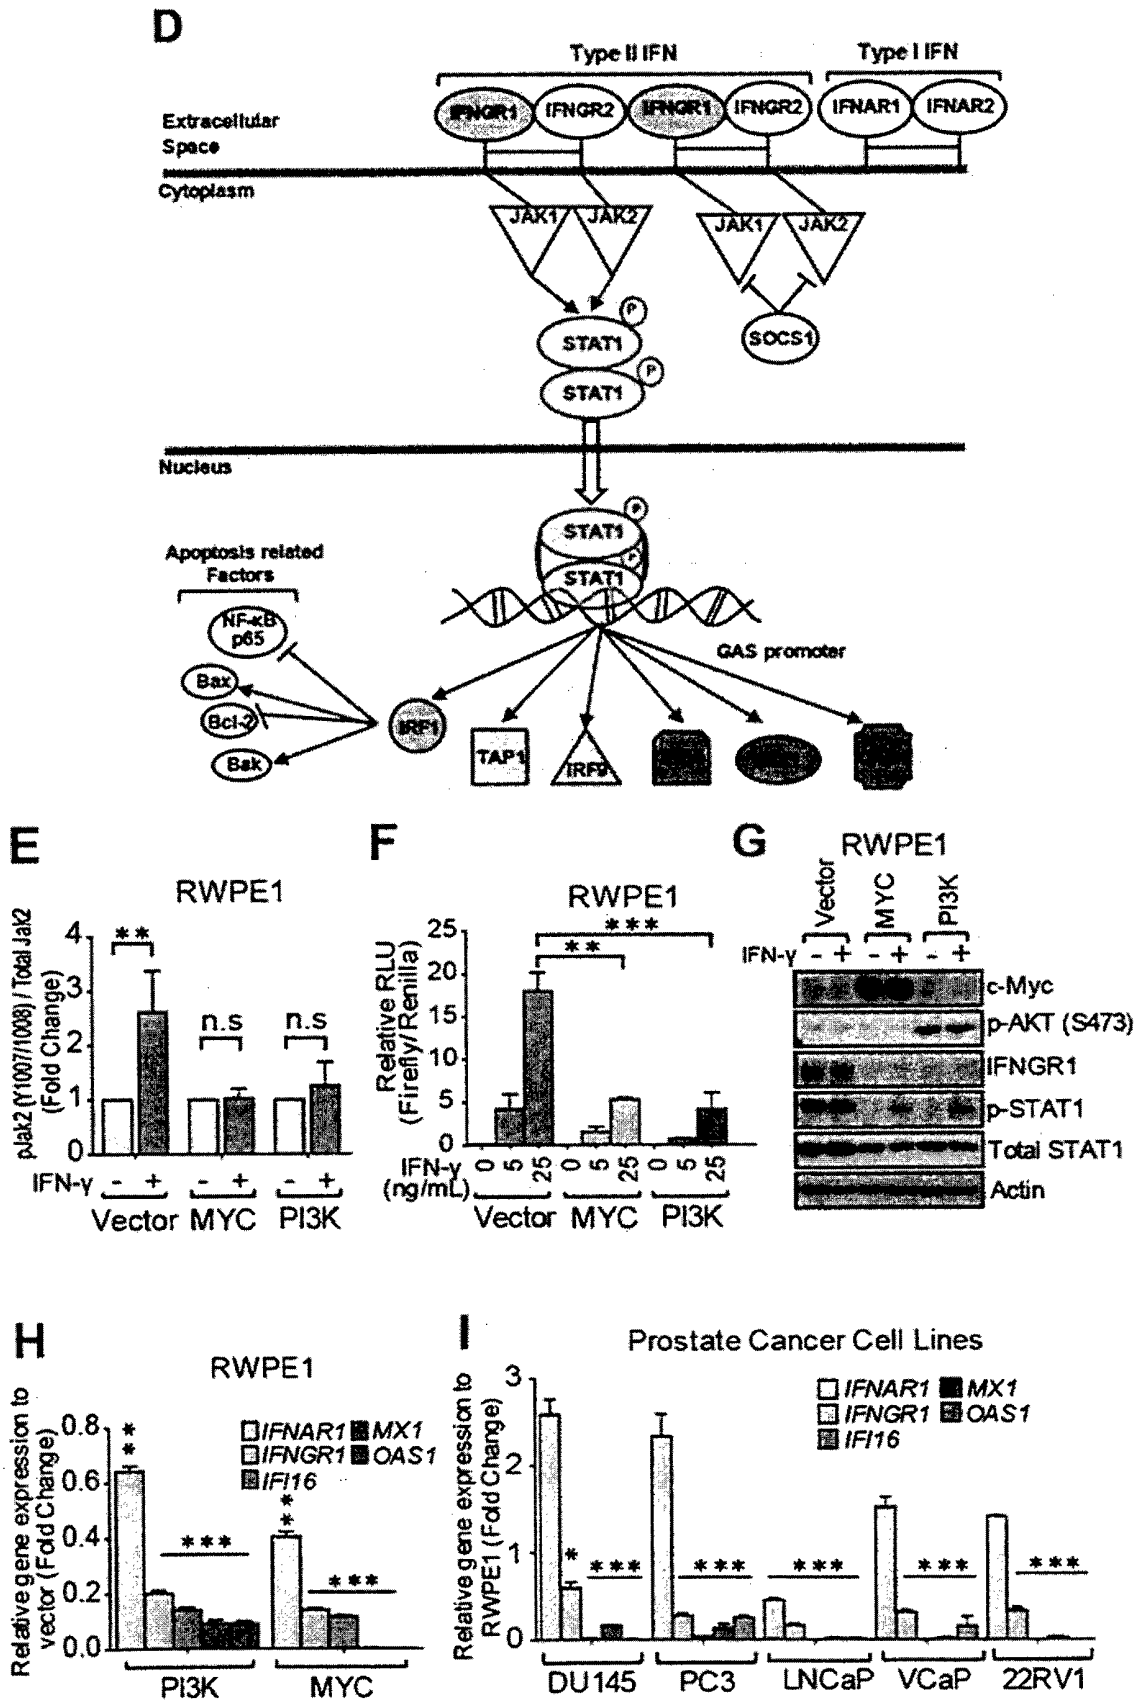 D
Type II IFN
Type I IFN
IFNGR1
IFNGR2
IFNGR1
IFNGR2
IFNAR1
IFNAR2
Extracellular
Space
Cytoplasm
JAK1
JAK2
JAK1
JAK2
P
STAT1
SOCS1
P
STAT1
Nucleus
P
STAT1
P
STAT1
Apoptosis related
Factors
NF-κB
p65
GAS promoter
Bax
Bcl-2
Bak
IRF1
TAP1
IRF9
E
RWPE1
pJak2 (Y1007/1008) / Total Jak2
(Fold Change)
4
3
2
1
0
**
n.s
n.s
IFN-γ
- + - + - +
Vector MYC PI3K
F
RWPE1
Relative RLU
(Firefly/Renilla)
25
20
15
10
5
0
***
**
IFN-γ
(ng/mL)
0 5 25 0 5 25 0 5 25
Vector MYC PI3K
G
RWPE1
Vector MYC PI3K
IFN-γ - + - + - +
c-Myc
p-AKT (S473)
IFNGR1
p-STAT1
Total STAT1
Actin
H
RWPE1
Relative gene expression to
vector (Fold Change)
0.8
0.6
0.4
0.2
0.0
IFNAR1 MX1
IFNGR1 OAS1
IFI16
**
***
**
***
PI3K MYC
I
Prostate Cancer Cell Lines
Relative gene expression to
RWPE1 (Fold Change)
3
2
1
0
IFNAR1 MX1
IFNGR1 OAS1
IFI16
*
***
***
***
***
***
DU145 PC3 LNCaP VCaP 22RV1